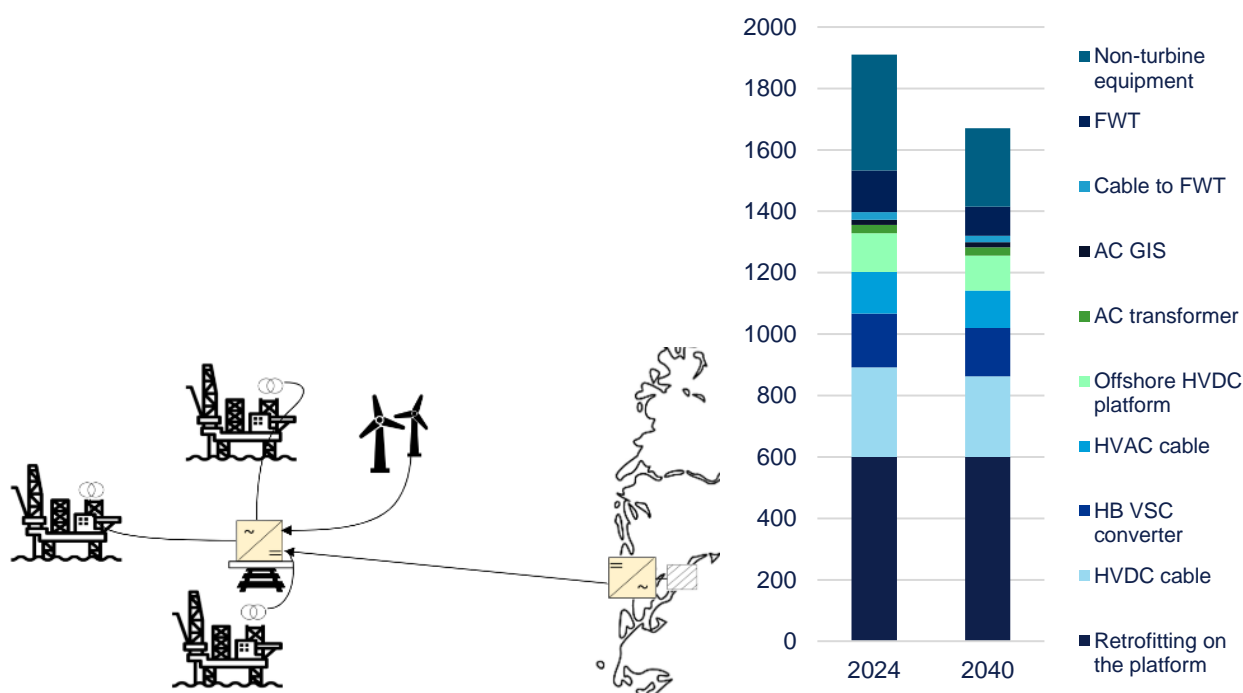 2000
1800
1600
1400
1200
1000
800
600
400
200
0
2024
2040
Non-turbine
equipment
FWT
Cable to FWT
AC GIS
AC transformer
Offshore HVDC
platform
HVAC cable
HB VSC
converter
HVDC cable
Retrofitting on
the platform
~
=
=
~